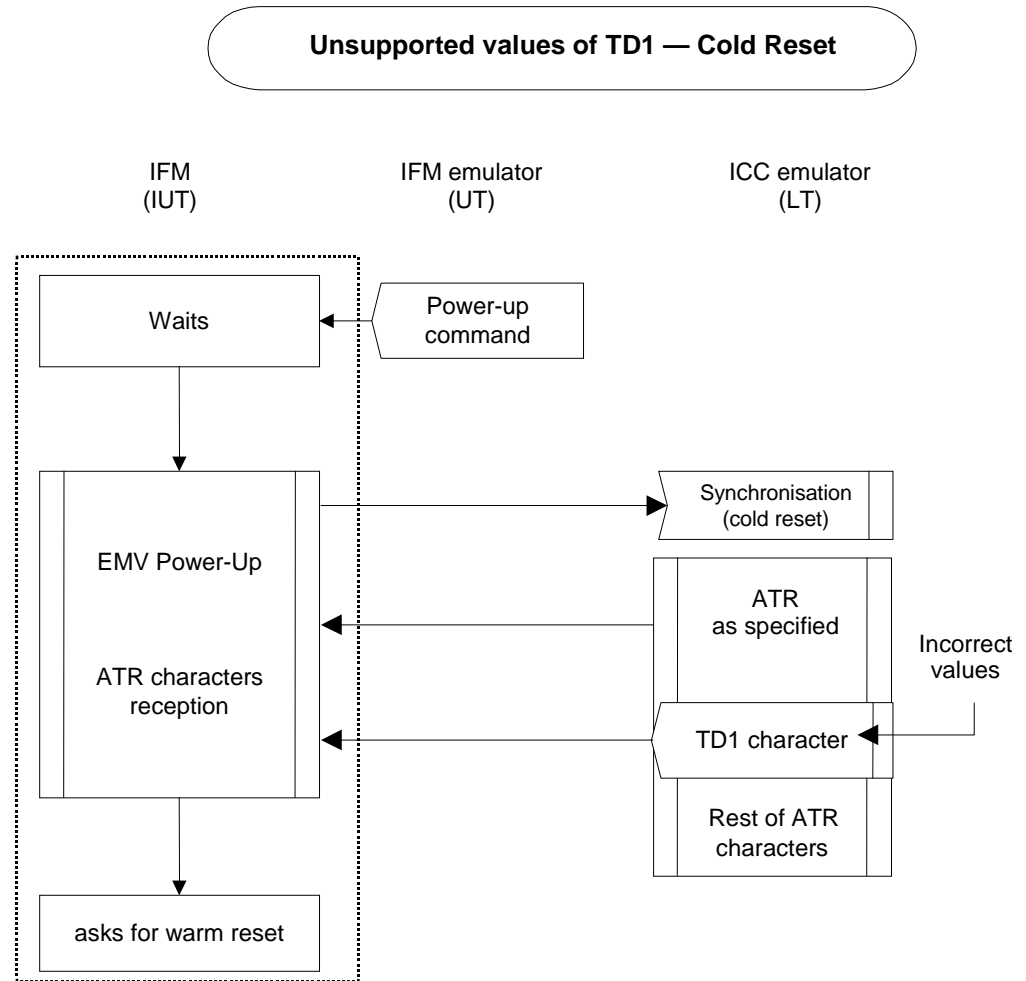 Unsupported values of TD1 — Cold Reset
IFM
(IUT)
IFM emulator
(UT)
ICC emulator
(LT)
Waits
Power-up
command
Synchronisation
(cold reset)
EMV Power-Up
ATR
as specified
ATR characters
reception
Incorrect
values
TD1 character
Rest of ATR
characters
asks for warm reset